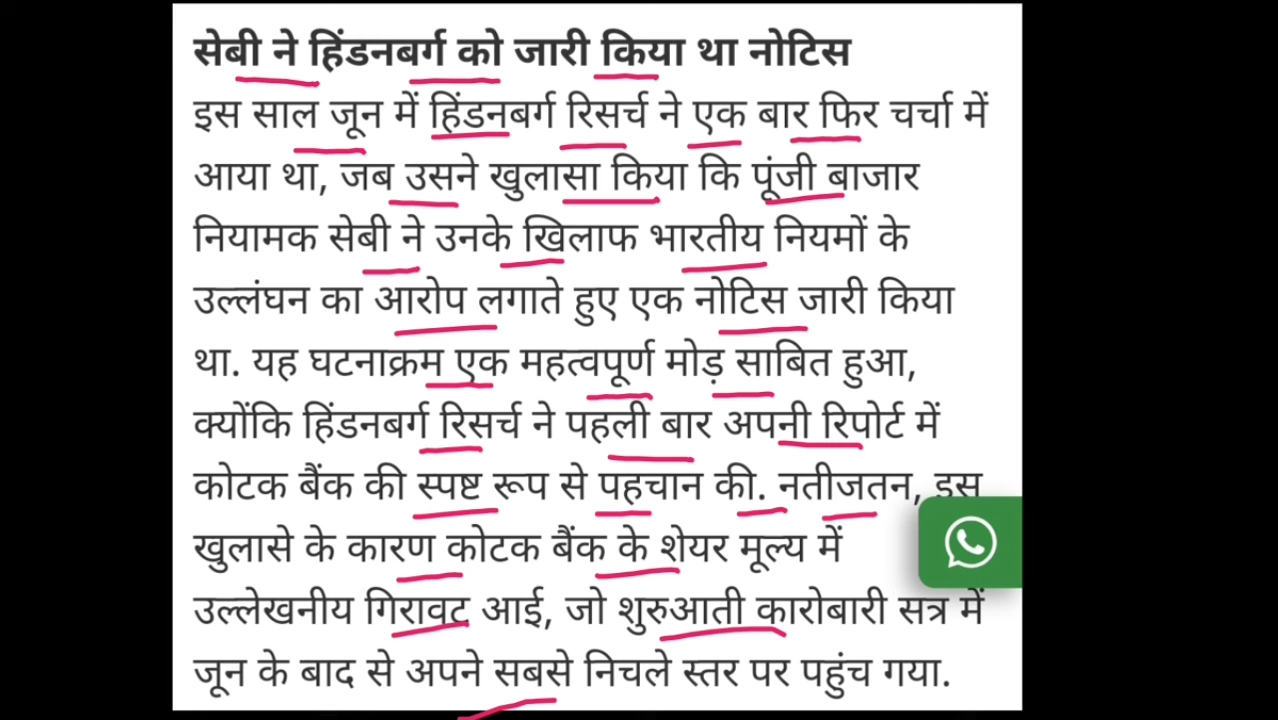 सेबी ने हिंडनबर्ग को जारी किया था नोटिस
इस साल जून में हिंडनबर्ग रिसर्च ने एक बार फिर चर्चा में
आया था, जब उसने खुलासा किया कि पूंजी बाजार
नियामक सेबी ने उनके खिलाफ भारतीय नियमों के
उल्लंघन का आरोप लगाते हुए एक नोटिस जारी किया
था. यह घटनाक्रम एक महत्वपूर्ण मोड़ साबित हुआ,
क्योंकि हिंडनबर्ग रिसर्च ने पहली बार अपनी रिपोर्ट में
कोटक बैंक की स्पष्ट रूप से पहचान की. नतीजतन, इस
खुलासे के कारण कोटक बैंक के शेयर मूल्य में
उल्लेखनीय गिरावट आई, जो शुरुआती कारोबारी सत्र में
जून के बाद से अपने सबसे निचले स्तर पर पहुंच गया.